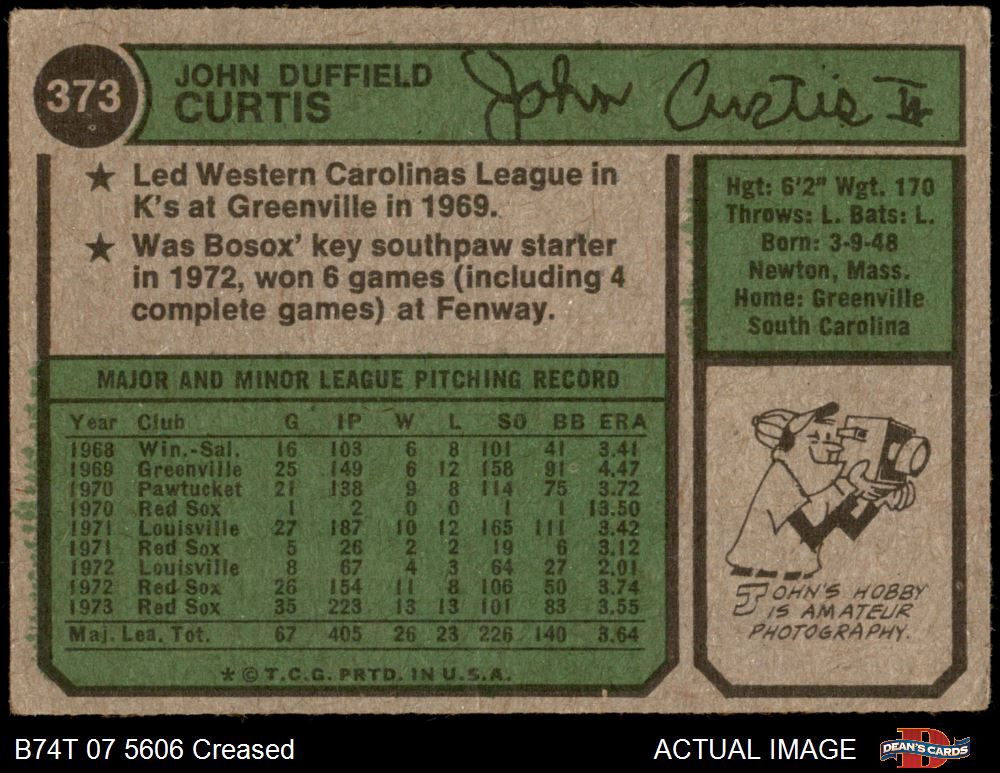 373
JOHN DUFFIELD
CURTIS
John Curtis II
★ Led Western Carolinas League in
K's at Greenville in 1969.
★ Was Bosox' key southpaw starter
in 1972, won 6 games (including 4
complete games) at Fenway.
Hgt: 6'2" Wgt. 170
Throws: L. Bats: L.
Born: 3-9-48
Newton, Mass.
Home: Greenville
South Carolina
MAJOR AND MINOR LEAGUE PITCHING RECORD
Year Club G IP W L SO BB ERA
1968 Win.-Sal. 16 103 6 8 101 41 3.41
1969 Greenville 25 149 6 12 158 91 4.47
1970 Pawtucket 21 138 9 8 114 75 3.72
1970 Red Sox 1 2 0 0 1 1 13.50
1971 Louisville 27 187 10 12 165 111 3.42
1971 Red Sox 5 26 2 2 19 6 3.12
1972 Louisville 8 67 4 3 64 27 2.01
1972 Red Sox 26 154 11 8 106 50 3.74
1973 Red Sox 35 223 13 13 101 83 3.55
Maj. Lea. Tot. 67 405 26 23 226 140 3.64
* © T.C.G. PRTD. IN U.S.A.
JOHN'S HOBBY
IS AMATEUR
PHOTOGRAPHY.
B74T 07 5606 Creased
ACTUAL IMAGE
DEAN'S CARDS